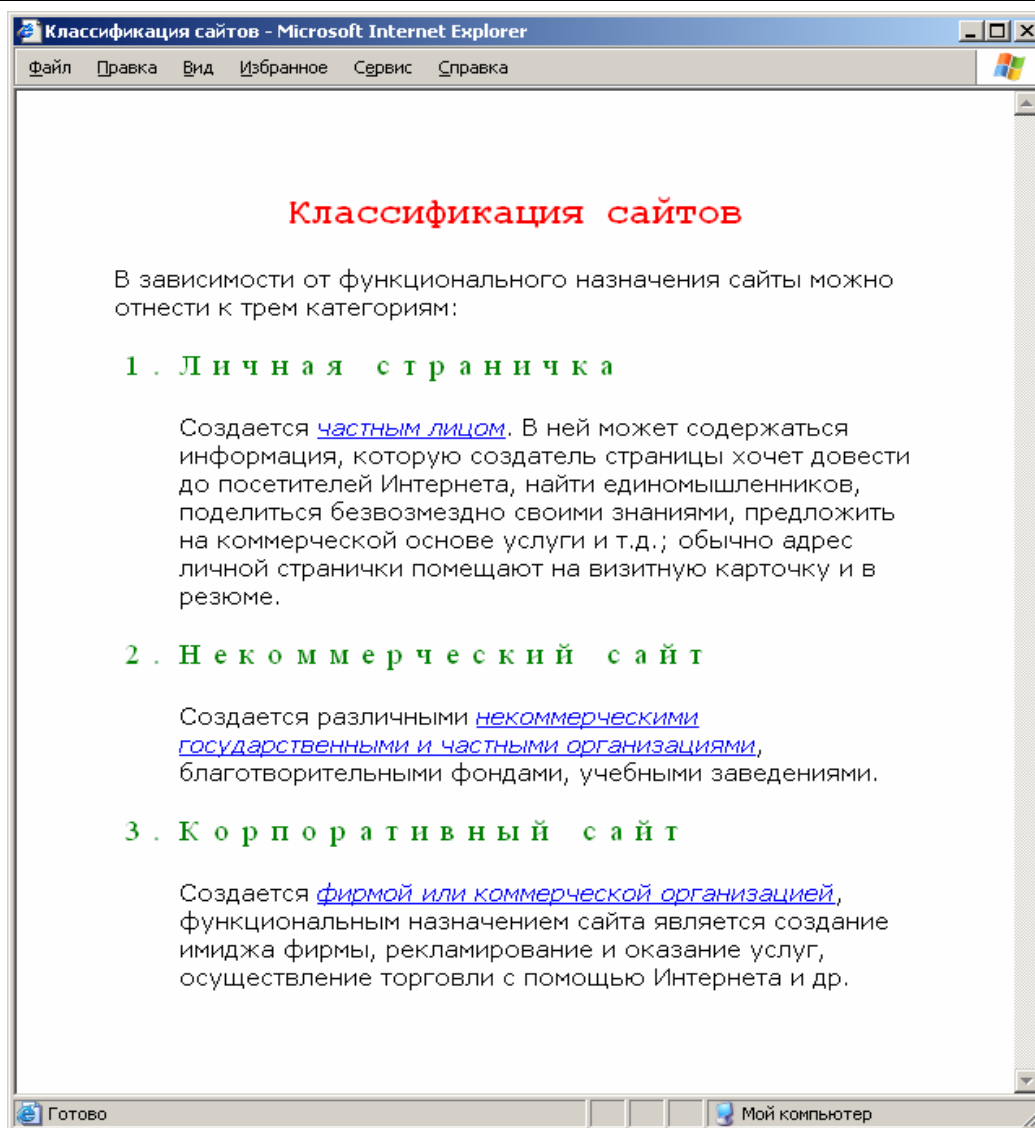 Классификация сайтов - Microsoft Internet Explorer
Файл Правка Вид Избранное Сервис Справка
Классификация сайтов
В зависимости от функционального назначения сайты можно
отнести к трем категориям:
1. Личная страничка
Создается частным лицом. В ней может содержаться
информация, которую создатель страницы хочет довести
до посетителей Интернета, найти единомышленников,
поделиться безвозмездно своими знаниями, предложить
на коммерческой основе услуги и т.д.; обычно адрес
личной странички помещают на визитную карточку и в
резюме.
2. Некоммерческий сайт
Создается различными некоммерческими
государственными и частными организациями,
благотворительными фондами, учебными заведениями.
3. Корпоративный сайт
Создается фирмой или коммерческой организацией,
функциональным назначением сайта является создание
имиджа фирмы, рекламирование и оказание услуг,
осуществление торговли с помощью Интернета и др.
Готово Мой компьютер